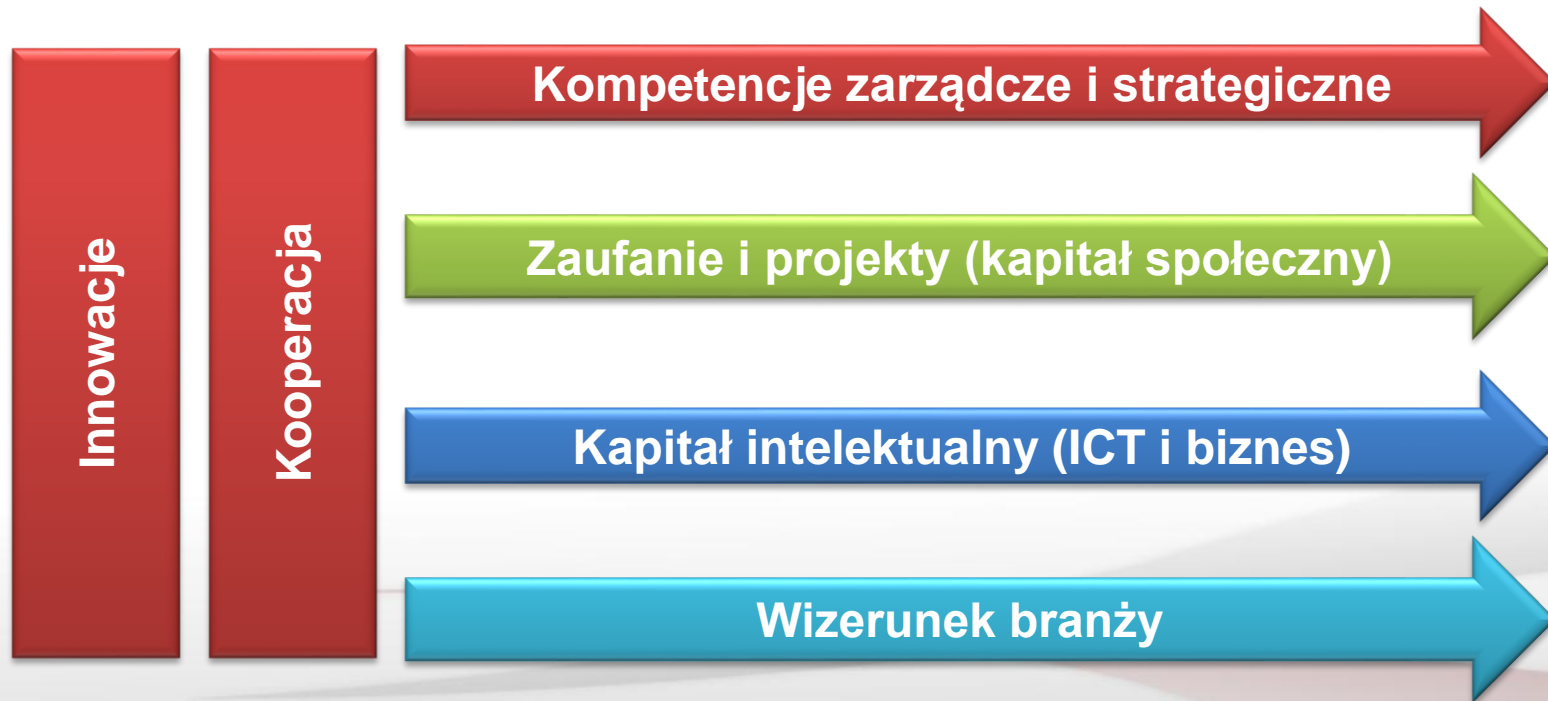 Innowacje
Kooperacja
Kompetencje zarządcze i strategiczne
Zaufanie i projekty (kapitał społeczny)
Kapitał intelektualny (ICT i biznes)
Wizerunek branży